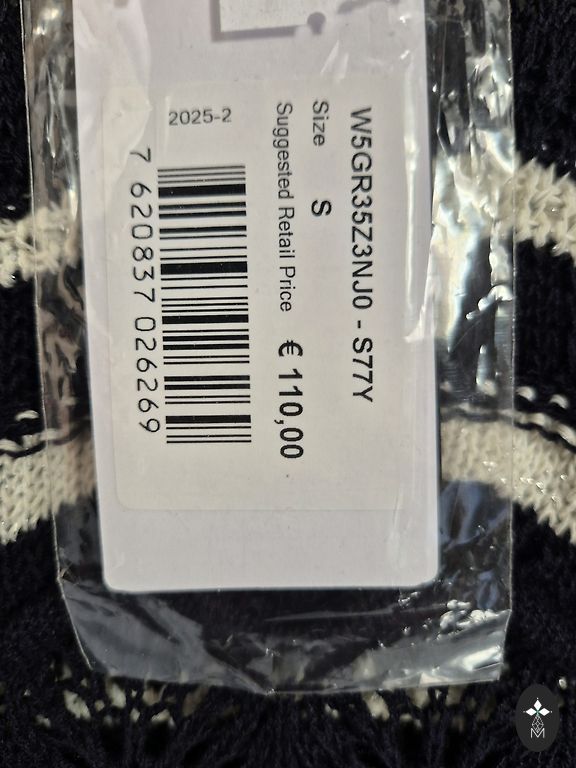 W5GR35Z3NJ0 - S77Y
Size S
Suggested Retail Price € 110,00
2025-2
7 620837 026269
M